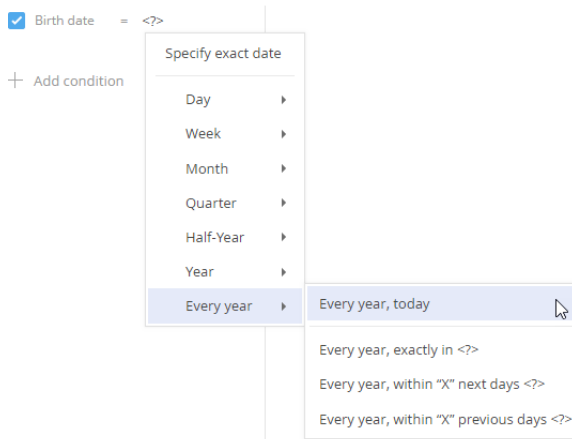 Birth date = <?>
Specify exact date
Add condition
Day
Week
Month
Quarter
Half-Year
Year
Every year
Every year, today
Every year, exactly in <?>
Every year, within “X” next days <?>
Every year, within “X” previous days <?>